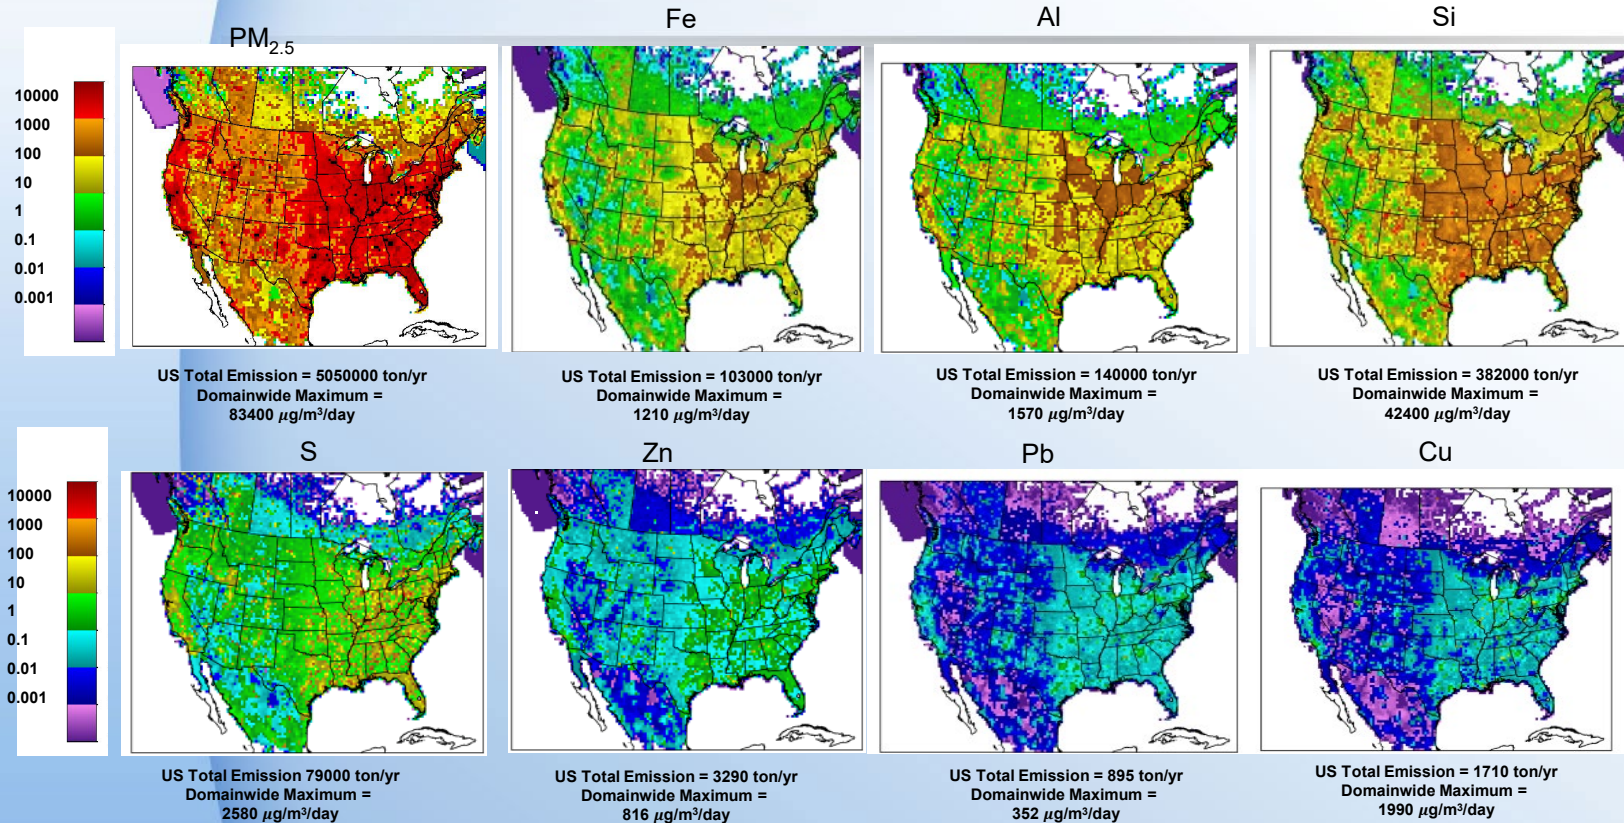 Fe
Al
Si
PM2.5
10000
1000
100
10
1
0.1
0.01
0.001
US Total Emission = 5050000 ton/yr
Domainwide Maximum =
83400 µg/m³/day
US Total Emission = 103000 ton/yr
Domainwide Maximum =
1210 µg/m³/day
US Total Emission = 140000 ton/yr
Domainwide Maximum =
1570 µg/m³/day
US Total Emission = 382000 ton/yr
Domainwide Maximum =
42400 µg/m³/day
S
Zn
Pb
Cu
10000
1000
100
10
1
0.1
0.01
0.001
US Total Emission 79000 ton/yr
Domainwide Maximum =
2580 µg/m³/day
US Total Emission = 3290 ton/yr
Domainwide Maximum =
816 µg/m³/day
US Total Emission = 895 ton/yr
Domainwide Maximum =
352 µg/m³/day
US Total Emission = 1710 ton/yr
Domainwide Maximum =
1990 µg/m³/day